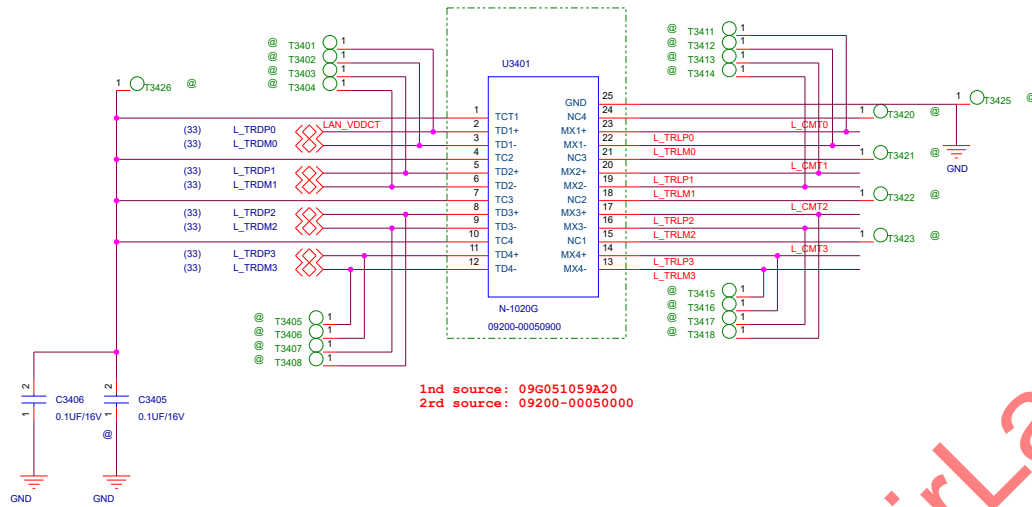 @ T3401 1
@ T3402 1
@ T3403 1
@ T3404 1
@ T3411 1
@ T3412 1
@ T3413 1
@ T3414 1
1 T3426 @
U3401
1 T3425 @
(33) L_TRDP0 LAN_VDDCT
(33) L_TRDM0
(33) L_TRDP1
(33) L_TRDM1
(33) L_TRDP2
(33) L_TRDM2
(33) L_TRDP3
(33) L_TRDM3
1 TCT1
2 TD1+
3 TD1-
4 TC2
5 TD2+
6 TD2-
7 TC3
8 TD3+
9 TD3-
10 TC4
11 TD4+
12 TD4-
GND 25
NC4 24
MX1+ 23
MX1- 22
NC3 21
MX2+ 20
MX2- 19
NC2 18
MX3+ 17
MX3- 16
NC1 15
MX4+ 14
MX4- 13
L_CMT0 1 T3420 @
L_TRLP0
L_TRLM0
L_CMT1 1 T3421 @
L_TRLP1
L_TRLM1
L_CMT2 1 T3422 @
L_TRLP2
L_TRLM2
L_CMT3 1 T3423 @
L_TRLP3
L_TRLM3
GND
N-1020G
09200-00050900
@ T3405 1
@ T3406 1
@ T3407 1
@ T3408 1
@ T3415 1
@ T3416 1
@ T3417 1
@ T3418 1
1nd source: 09G051059A20
2rd source: 09200-00050000
2 1 C3406
0.1UF/16V
2 1 C3405
0.1UF/16V
@
GND
GND